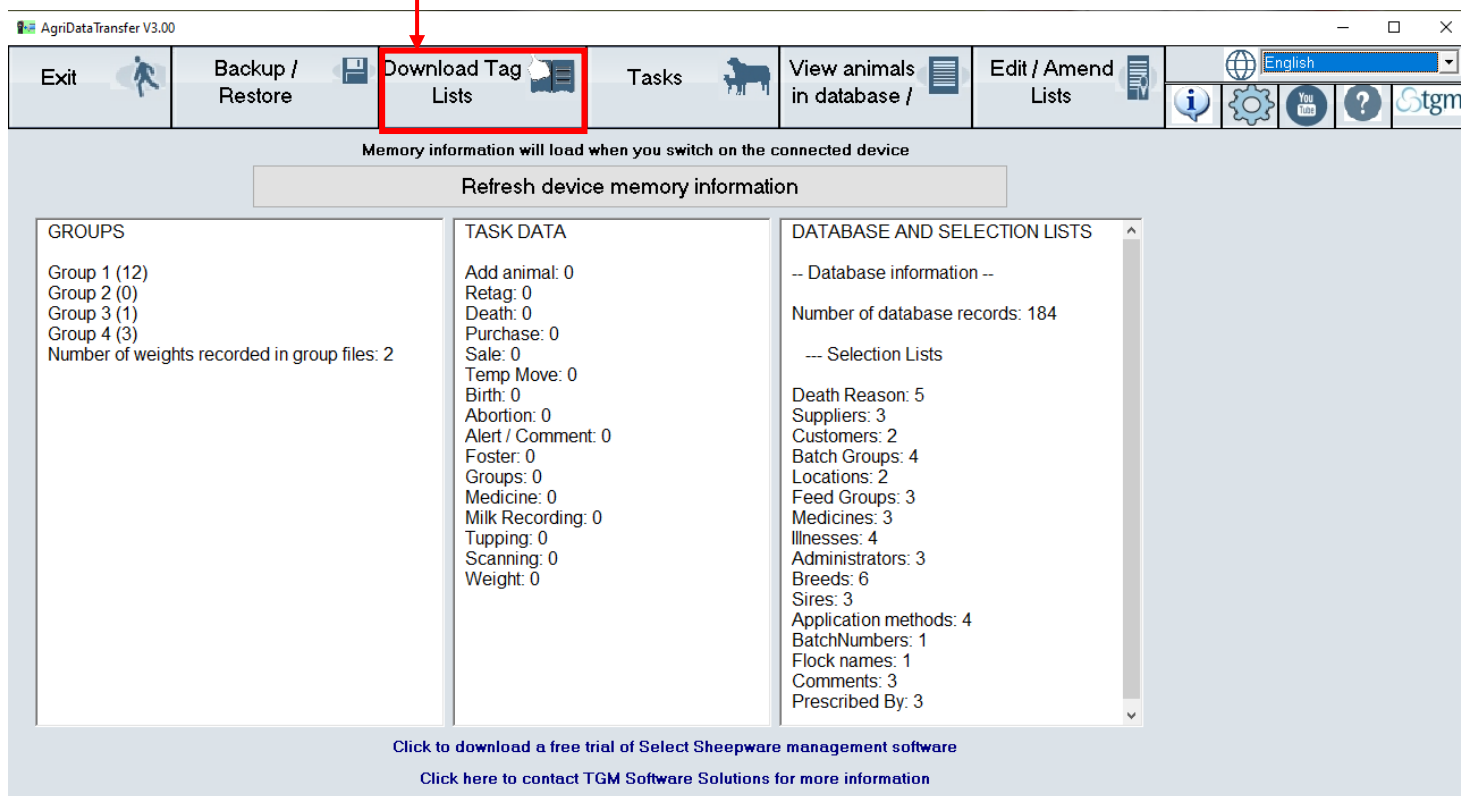 AgriDataTransfer V3.00
Exit
Backup /
Restore
Download Tag
Lists
Tasks
View animals
in database /
Edit / Amend
Lists
English
i
You
Tube
?
tgm
Memory information will load when you switch on the connected device
Refresh device memory information
GROUPS
Group 1 (12)
Group 2 (0)
Group 3 (1)
Group 4 (3)
Number of weights recorded in group files: 2
TASK DATA
Add animal: 0
Retag: 0
Death: 0
Purchase: 0
Sale: 0
Temp Move: 0
Birth: 0
Abortion: 0
Alert / Comment: 0
Foster: 0
Groups: 0
Medicine: 0
Milk Recording: 0
Tupping: 0
Scanning: 0
Weight: 0
DATABASE AND SELECTION LISTS
-- Database information --
Number of database records: 184
--- Selection Lists
Death Reason: 5
Suppliers: 3
Customers: 2
Batch Groups: 4
Locations: 2
Feed Groups: 3
Medicines: 3
Illnesses: 4
Administrators: 3
Breeds: 6
Sires: 3
Application methods: 4
BatchNumbers: 1
Flock names: 1
Comments: 3
Prescribed By: 3
Click to download a free trial of Select Sheepware management software
Click here to contact TGM Software Solutions for more information